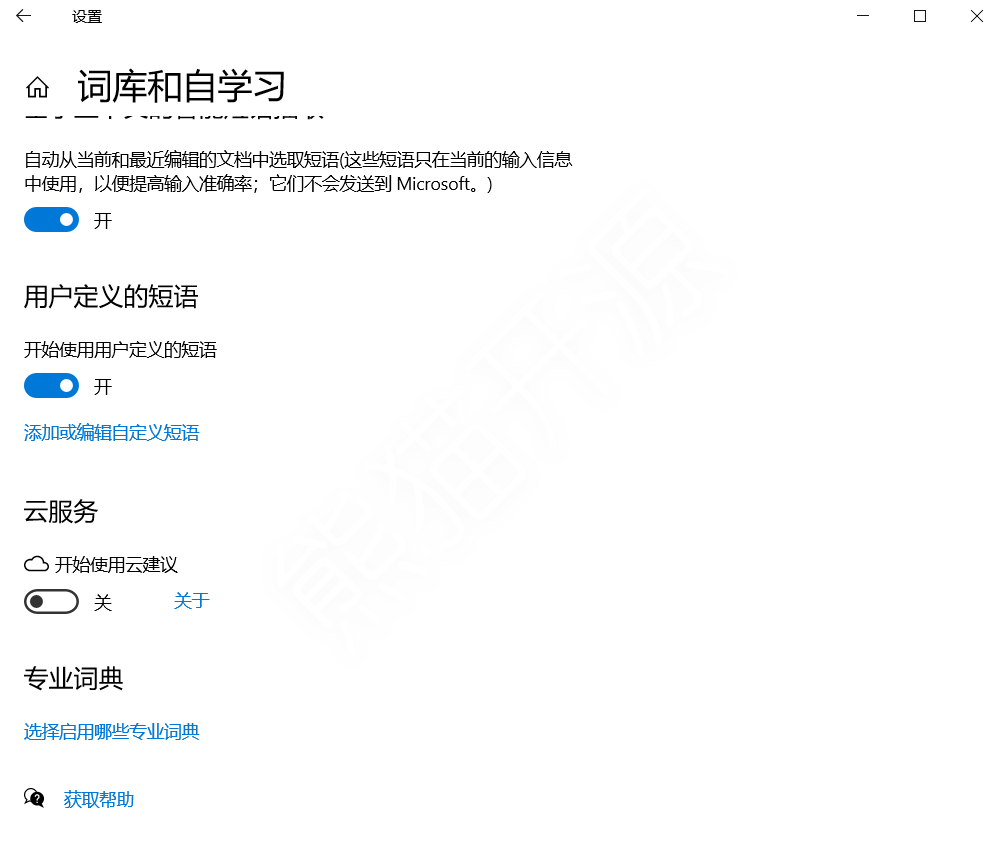 设置
词库和自学习
自动从当前和最近编辑的文档中选取短语(这些短语只在当前的输入信息
中使用，以便提高输入准确率；它们不会发送到 Microsoft。)
开
用户定义的短语
开始使用用户定义的短语
开
添加或编辑自定义短语
云服务
开始使用云建议
关
关于
专业词典
选择启用哪些专业词典
获取帮助
熊猫开源